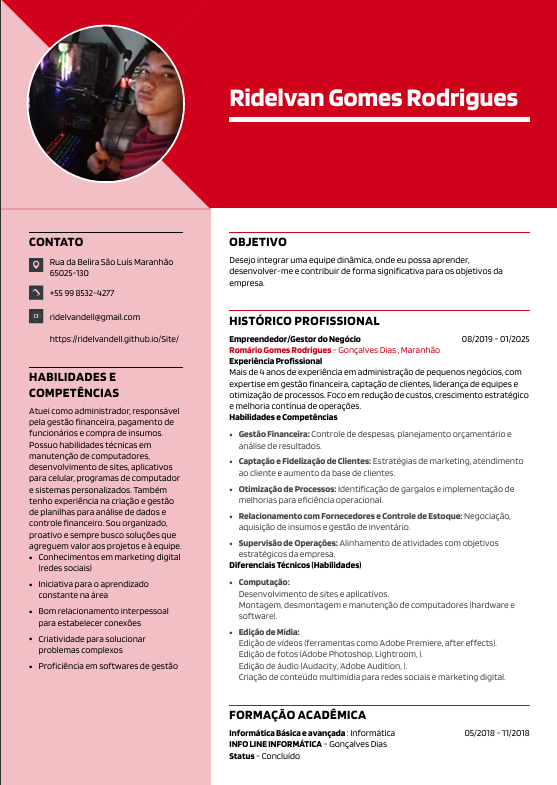 Ridelvan Gomes Rodrigues
CONTATO
Rua da Belira São Luís Maranhão
65025-130
+55 99 8532-4277
ridelvandell@gmail.com
https://ridelvandell.github.io/Site/
HABILIDADES E
COMPETÊNCIAS
Atuei como administrador, responsável
pela gestão financeira, pagamento de
funcionários e compra de insumos.
Possuo habilidades técnicas em
manutenção de computadores,
desenvolvimento de sites, aplicativos
para celular, programas de computador
e sistemas personalizados. Também
tenho experiência na criação e gestão
de planilhas para análise de dados e
controle financeiro. Sou organizado,
proativo e sempre busco soluções que
agreguem valor aos projetos e à equipe.
• Conhecimentos em marketing digital
(redes sociais)
• Iniciativa para o aprendizado
constante na área
• Bom relacionamento interpessoal
para estabelecer conexões
• Criatividade para solucionar
problemas complexos
• Proficiência em softwares de gestão
OBJETIVO
Desejo integrar uma equipe dinâmica, onde eu possa aprender,
desenvolver-me e contribuir de forma significativa para os objetivos da
empresa.
HISTÓRICO PROFISSIONAL
Empreendedor/Gestor do Negócio 08/2019 - 01/2025
Romário Gomes Rodrigues - Gonçalves Dias , Maranhão
Experiência Profissional
Mais de 4 anos de experiência em administração de pequenos negócios, com
expertise em gestão financeira, captação de clientes, liderança de equipes e
otimização de processos. Foco em redução de custos, crescimento estratégico
e melhoria contínua de operações.
Habilidades e Competências
• Gestão Financeira: Controle de despesas, planejamento orçamentário e
análise de resultados.
• Captação e Fidelização de Clientes: Estratégias de marketing, atendimento
ao cliente e aumento da base de clientes.
• Otimização de Processos: Identificação de gargalos e implementação de
melhorias para eficiência operacional.
• Relacionamento com Fornecedores e Controle de Estoque: Negociação,
aquisição de insumos e gestão de inventário.
• Supervisão de Operações: Alinhamento de atividades com objetivos
estratégicos da empresa.
Diferenciais Técnicos (Habilidades)
• Computação:
Desenvolvimento de sites e aplicativos.
Montagem, desmontagem e manutenção de computadores (hardware e
software).
• Edição de Mídia:
Edição de vídeos (ferramentas como Adobe Premiere, after effects).
Edição de fotos (Adobe Photoshop, Lightroom, ).
Edição de áudio (Audacity, Adobe Audition, ).
Criação de conteúdo multimídia para redes sociais e marketing digital.
FORMAÇÃO ACADÊMICA
Informática Básica e avançada : Informática 05/2018 - 11/2018
INFO LINE INFORMÁTICA - Gonçalves Dias
Status - Concluído